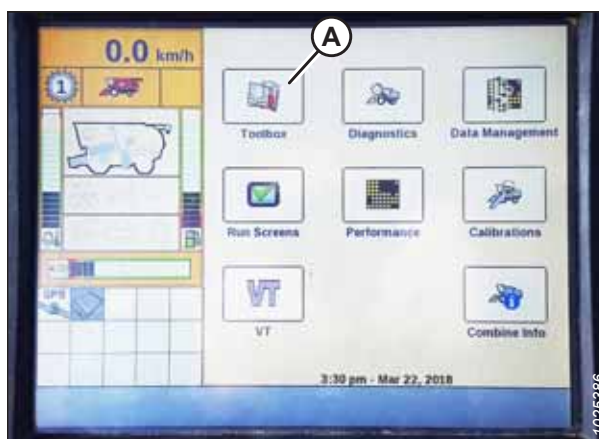 A
0.0 km/h
1
Toolbox
Diagnostics
Data Management
Run Screens
Performance
Calibrations
GPS
VT
VT
Combine Info
3:30 pm - Mar 22, 2018
1025286